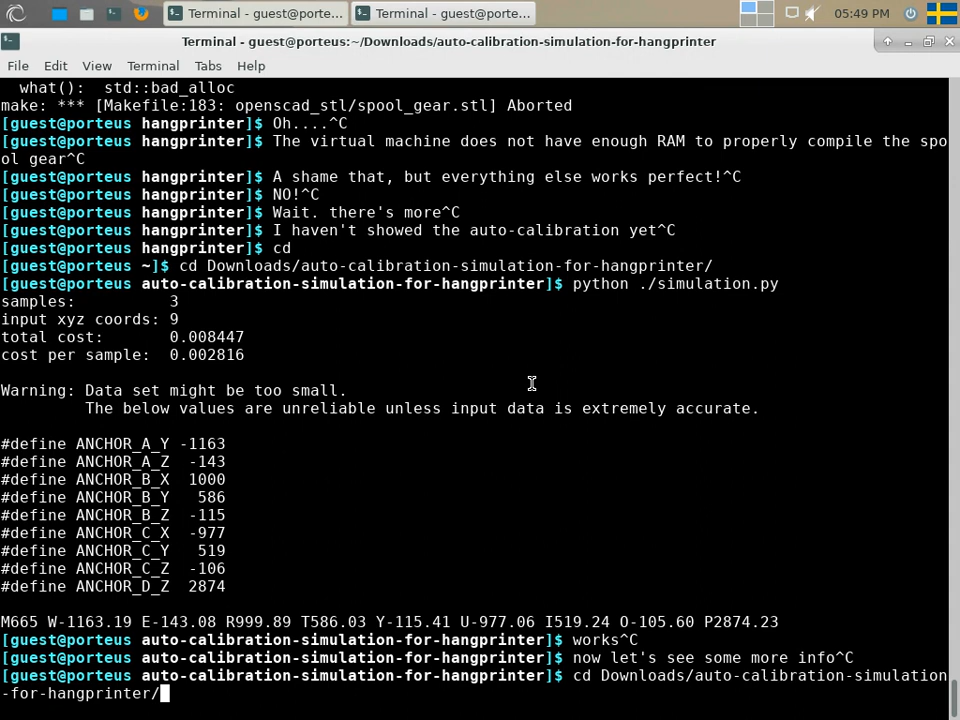 Terminal - guest@porte...
Terminal - guest@porte...
05:49 PM
Terminal - guest@porteus:~/Downloads/auto-calibration-simulation-for-hangprinter
File Edit View Terminal Tabs Help
what():  std::bad_alloc
make: *** [Makefile:183: openscad_stl/spool_gear.stl] Aborted
[guest@porteus hangprinter]$ Oh....^C
[guest@porteus hangprinter]$ The virtual machine does not have enough RAM to properly compile the spo
ol gear^C
[guest@porteus hangprinter]$ A shame that, but everything else works perfect!^C
[guest@porteus hangprinter]$ NO!^C
[guest@porteus hangprinter]$ Wait. there's more^C
[guest@porteus hangprinter]$ I haven't showed the auto-calibration yet^C
[guest@porteus hangprinter]$ cd
[guest@porteus ~]$ cd Downloads/auto-calibration-simulation-for-hangprinter/
[guest@porteus auto-calibration-simulation-for-hangprinter]$ python ./simulation.py
samples:         3
input xyz coords: 9
total cost:       0.008447
cost per sample:  0.002816
Warning: Data set might be too small.
The below values are unreliable unless input data is extremely accurate.
#define ANCHOR_A_Y -1163
#define ANCHOR_A_Z  -143
#define ANCHOR_B_X  1000
#define ANCHOR_B_Y   586
#define ANCHOR_B_Z  -115
#define ANCHOR_C_X  -977
#define ANCHOR_C_Y   519
#define ANCHOR_C_Z  -106
#define ANCHOR_D_Z  2874
M665 W-1163.19 E-143.08 R999.89 T586.03 Y-115.41 U-977.06 I519.24 O-105.60 P2874.23
[guest@porteus auto-calibration-simulation-for-hangprinter]$ works^C
[guest@porteus auto-calibration-simulation-for-hangprinter]$ now let's see some more info^C
[guest@porteus auto-calibration-simulation-for-hangprinter]$ cd Downloads/auto-calibration-simulation
-for-hangprinter/